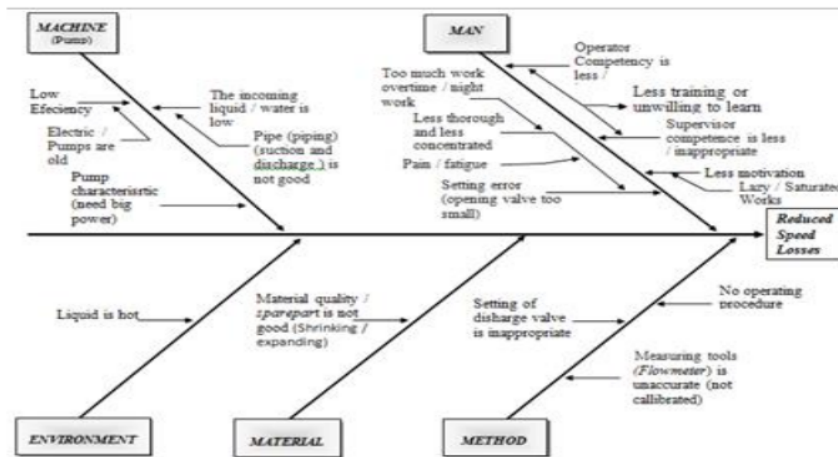 MACHINE
(Pump)
MAN
Operator
Competency is
less /
Too much work
overtime / night
work
Less training or
unwilling to learn
Less thorough
and less
concentrated
Supervisor
competence is less
/ inappropriate
Pain / fatigue
Less motivation
Lazy / Saturated
Works
Setting error
(opening valve too
small)
Low
Efeciency
The incoming
liquid / water is
low
Electric /
Pumps are
old
Pipe (piping)
(suction and
discharge ) is
not good
Pump
characterisrtic
(need big
power)
Reduced
Speed
Losses
Liquid is hot
Material quality /
sparepart is not
good (Shrinking /
expanding)
Setting of
disharge valve
is inappropriate
No operating
procedure
Measuring tools
(Flowmeter) is
unaccurate (not
callibrated)
ENVIRONMENT
MATERIAL
METHOD